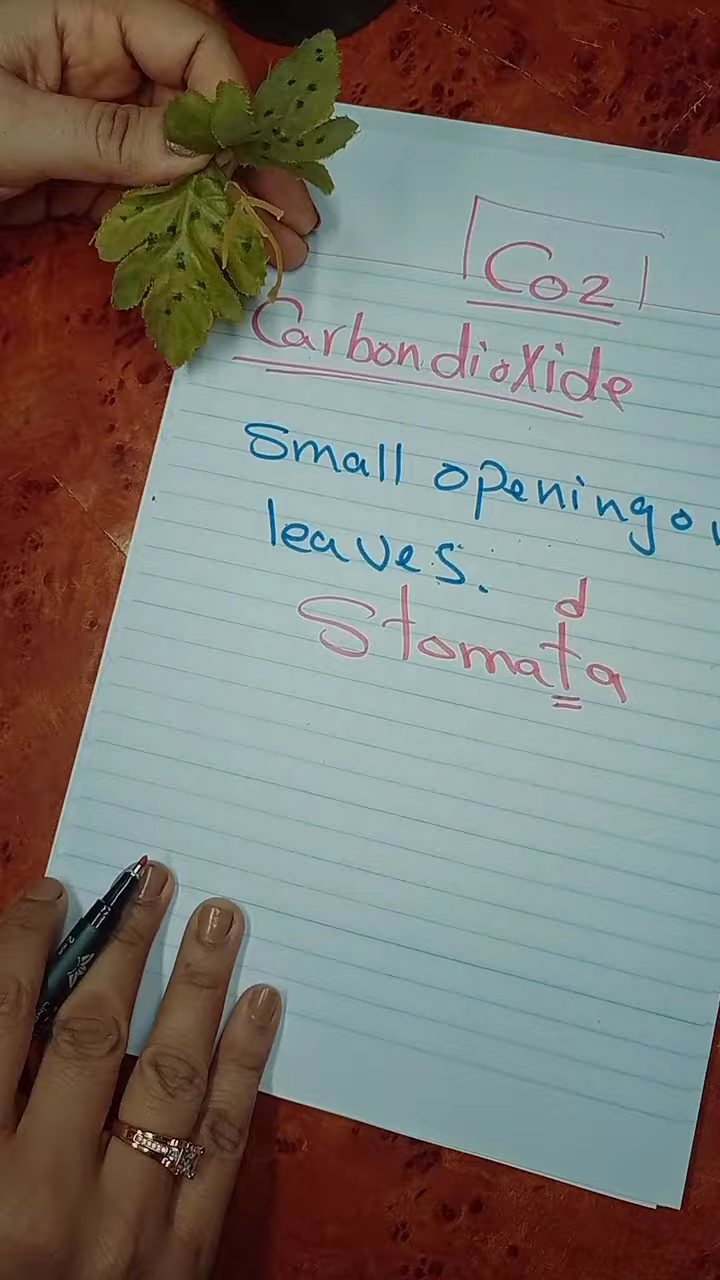 Co2
Carbondioxide
Small opening o
leaves.
d
Stomata